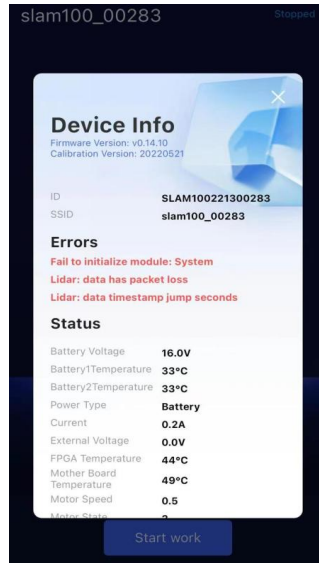 slam100_00283
Stopped
Device Info
Firmware Version: v0.14.10
Calibration Version: 20220521
ID SLAM100221300283
SSID slam100_00283
Errors
Fail to initialize module: System
Lidar: data has packet loss
Lidar: data timestamp jump seconds
Status
Battery Voltage 16.0V
Battery1Temperature 33°C
Battery2Temperature 33°C
Power Type Battery
Current 0.2A
External Voltage 0.0V
FPGA Temperature 44°C
Mother Board
Temperature 49°C
Motor Speed 0.5
Motor State
Start work